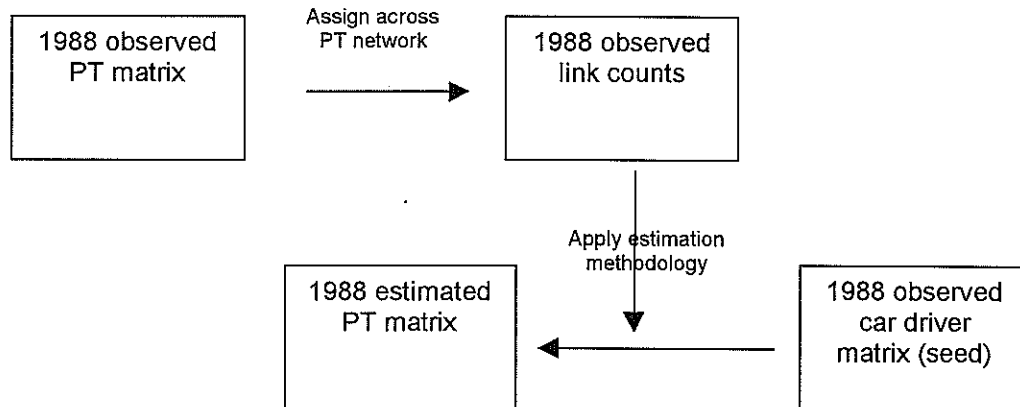 1988 observed
PT matrix
Assign across
PT network
1988 observed
link counts
Apply estimation
methodology
1988 estimated
PT matrix
1988 observed
car driver
matrix (seed)